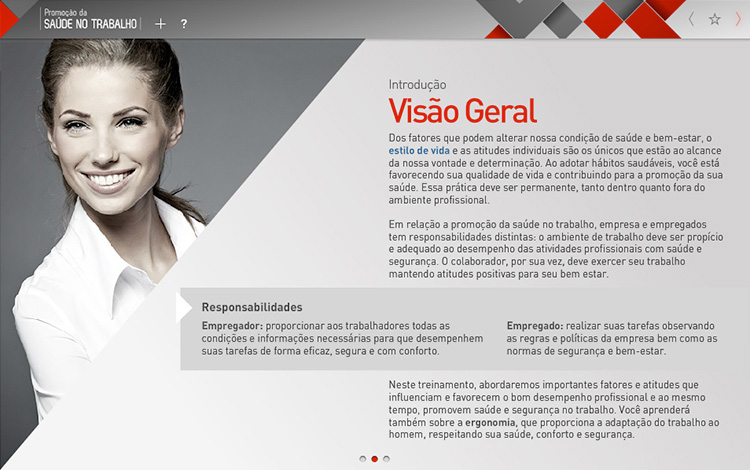 Promoção da
SAÚDE NO TRABALHO
+ ?
Introdução
Visão Geral
Dos fatores que podem alterar nossa condição de saúde e bem-estar, o
estilo de vida e as atitudes individuais são os únicos que estão ao alcance
da nossa vontade e determinação. Ao adotar hábitos saudáveis, você está
favorecendo sua qualidade de vida e contribuindo para a promoção da sua
saúde. Essa prática deve ser permanente, tanto dentro quanto fora do
ambiente profissional.
Em relação a promoção da saúde no trabalho, empresa e empregados
tem responsabilidades distintas: o ambiente de trabalho deve ser propício
e adequado ao desempenho das atividades profissionais com saúde e
segurança. O colaborador, por sua vez, deve exercer seu trabalho
mantendo atitudes positivas para seu bem estar.
Responsabilidades
Empregador: proporcionar aos trabalhadores todas as
condições e informações necessárias para que desempenhem
suas tarefas de forma eficaz, segura e com conforto.
Empregado: realizar suas tarefas observando
as regras e políticas da empresa bem como as
normas de segurança e bem-estar.
Neste treinamento, abordaremos importantes fatores e atitudes que
influenciam e favorecem o bom desempenho profissional e ao mesmo
tempo, promovem saúde e segurança no trabalho. Você aprenderá
também sobre a ergonomia, que proporciona a adaptação do trabalho ao
homem, respeitando sua saúde, conforto e segurança.